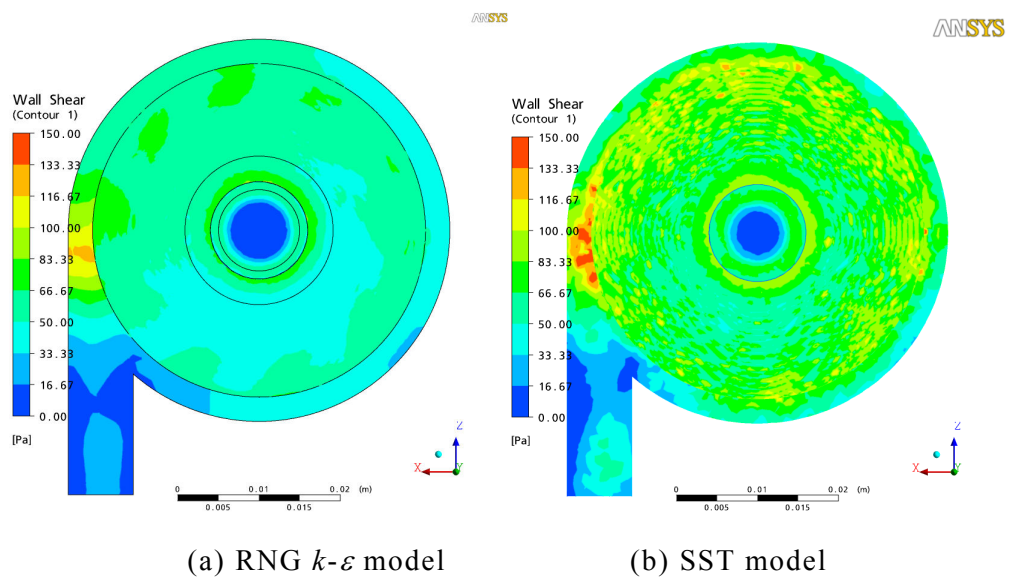 ANSYS
Wall Shear
(Contour 1)
150.00
133.33
116.67
100.00
83.33
66.67
50.00
33.33
16.67
0.00
[Pa]
Z
X
Y
0 0.01 0.02 (m)
0.005 0.015
(a) RNG k-ε model
ANSYS
Wall Shear
(Contour 1)
150.00
133.33
116.67
100.00
83.33
66.67
50.00
33.33
16.67
0.00
[Pa]
Z
X
Y
0 0.01 0.02 (m)
0.005 0.015
(b) SST model